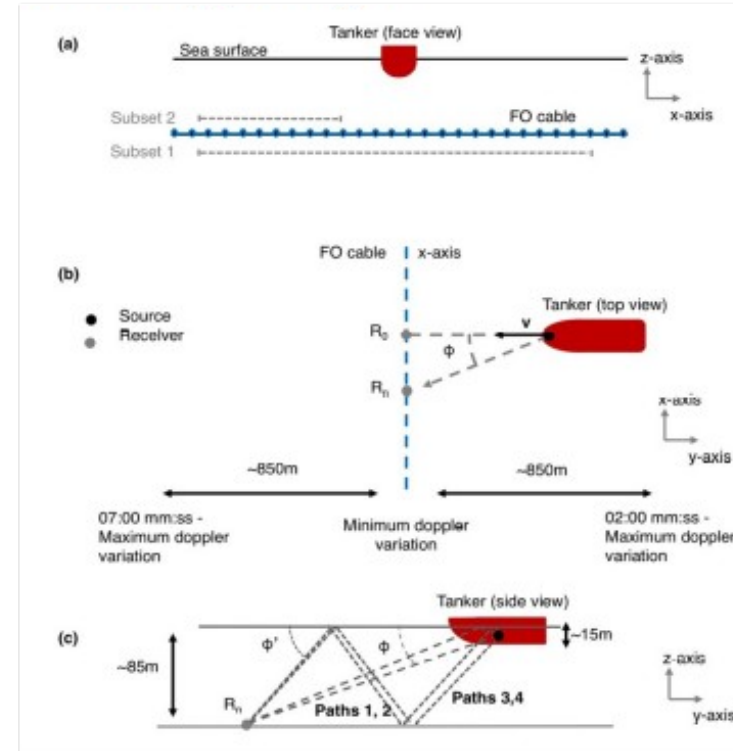 (a)
Tanker (face view)
Sea surface
z-axis
x-axis
Subset 2
FO cable
Subset 1
(b)
FO cable
x-axis
Source
Receiver
Tanker (top view)
R₀
v
ϕ
Rₙ
x-axis
y-axis
~850m
~850m
07:00 mm:ss -
Maximum doppler
variation
Minimum doppler
variation
02:00 mm:ss -
Maximum doppler
variation
(c)
Tanker (side view)
ϕ'
ϕ
~15m
~85m
Rₙ
Paths 1, 2
Paths 3,4
z-axis
y-axis